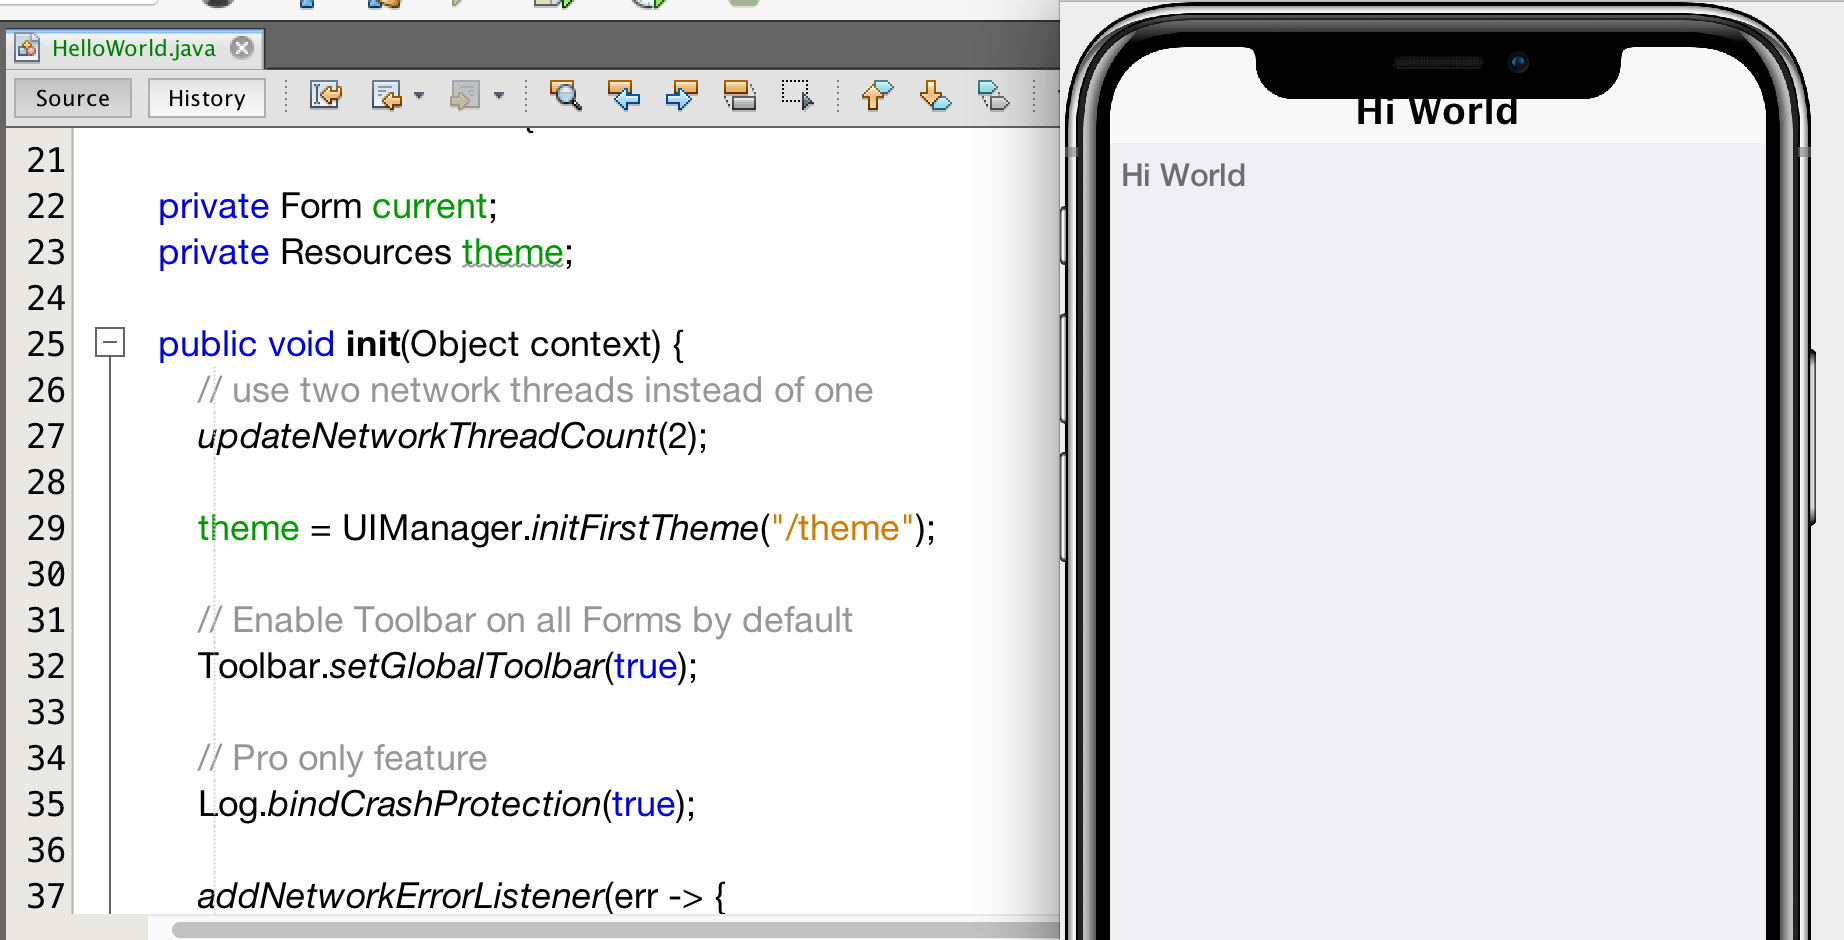 HelloWorld.java
Source History
21
22 private Form current;
23 private Resources theme;
24
25 public void init(Object context) {
26 // use two network threads instead of one
27 updateNetworkThreadCount(2);
28
29 theme = UIManager.initFirstTheme("/theme");
30
31 // Enable Toolbar on all Forms by default
32 Toolbar.setGlobalToolbar(true);
33
34 // Pro only feature
35 Log.bindCrashProtection(true);
36
37 addNetworkErrorListener(err -> {
Hi World
Hi World